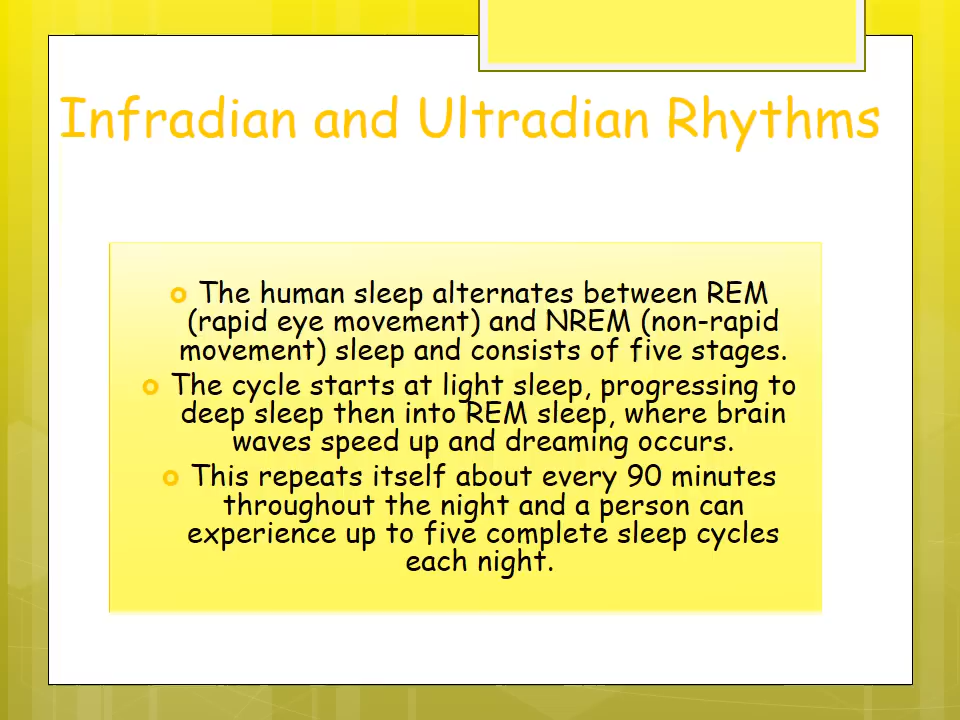 Infradian and Ultradian Rhythms
The human sleep alternates between REM
(rapid eye movement) and NREM (non-rapid
movement) sleep and consists of five stages.
The cycle starts at light sleep, progressing to
deep sleep then into REM sleep, where brain
waves speed up and dreaming occurs.
This repeats itself about every 90 minutes
throughout the night and a person can
experience up to five complete sleep cycles
each night.